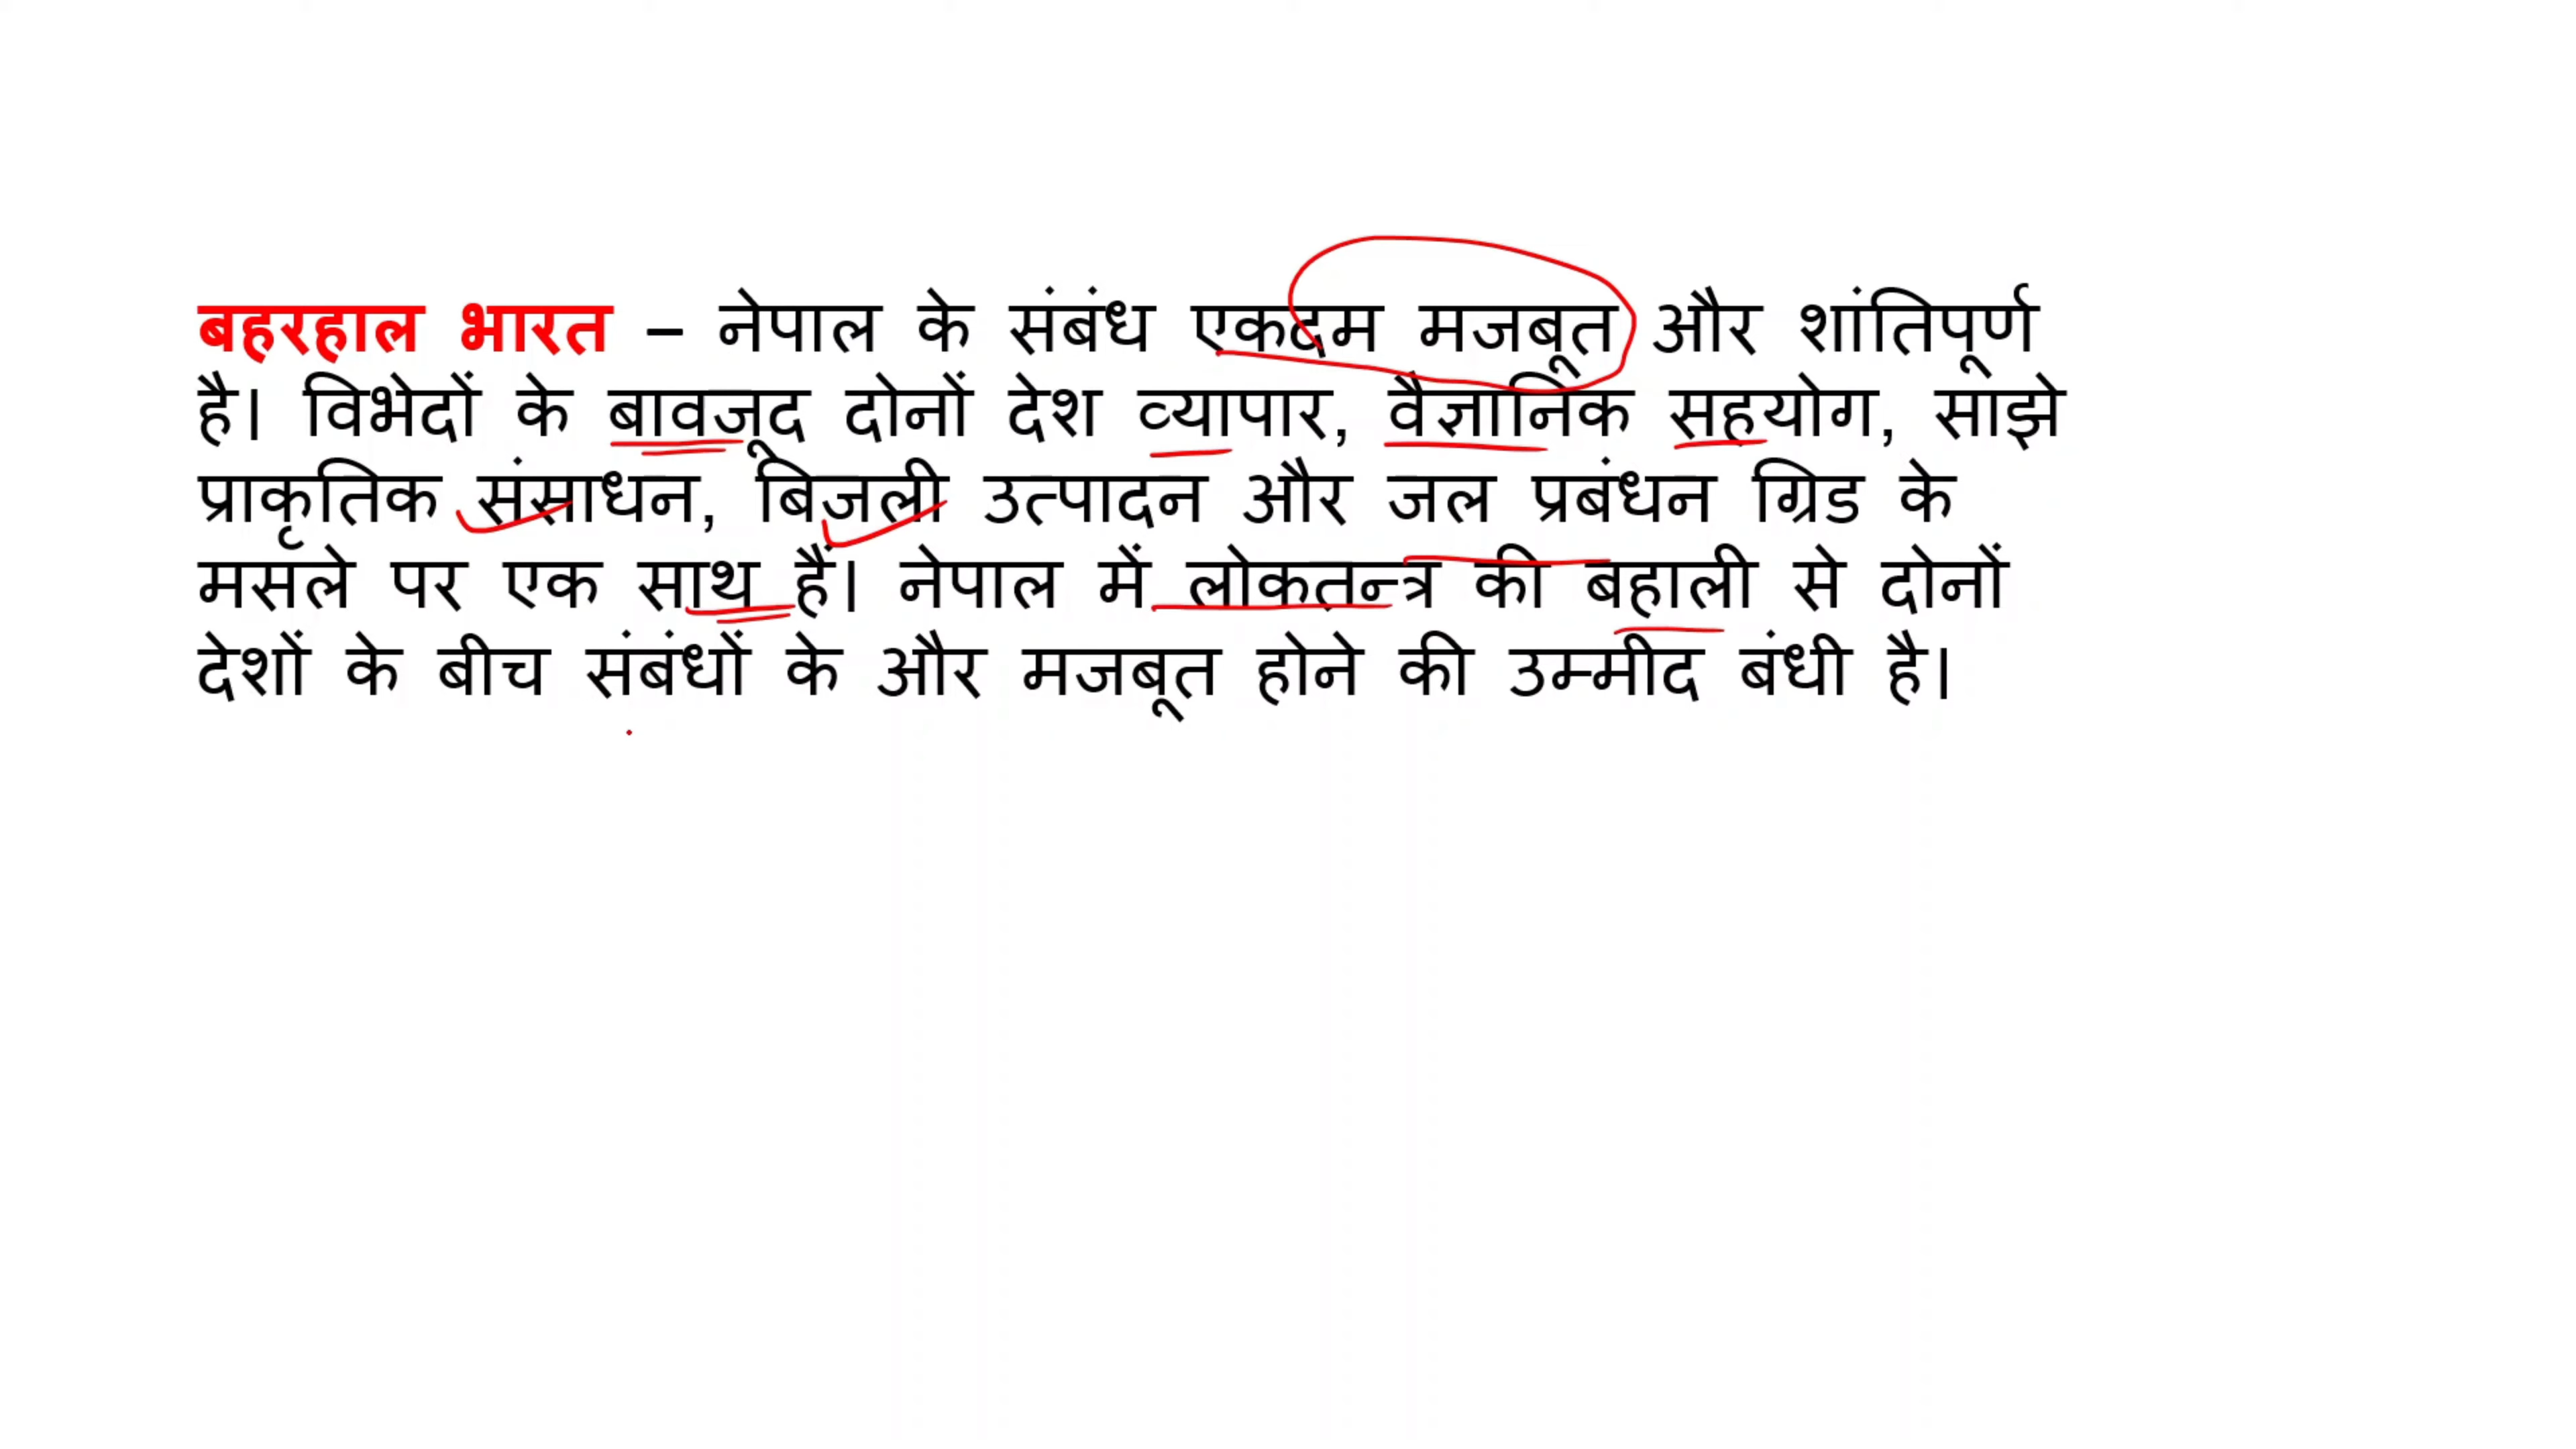 बहरहाल भारत – नेपाल के संबंध एकदम मजबूत और शांतिपूर्ण
है। विभेदों के बावजूद दोनों देश व्यापार, वैज्ञानिक सहयोग, साझे
प्राकृतिक संसाधन, बिजली उत्पादन और जल प्रबंधन ग्रिड के
मसले पर एक साथ हैं। नेपाल में लोकतन्त्र की बहाली से दोनों
देशों के बीच संबंधों के और मजबूत होने की उम्मीद बंधी है।